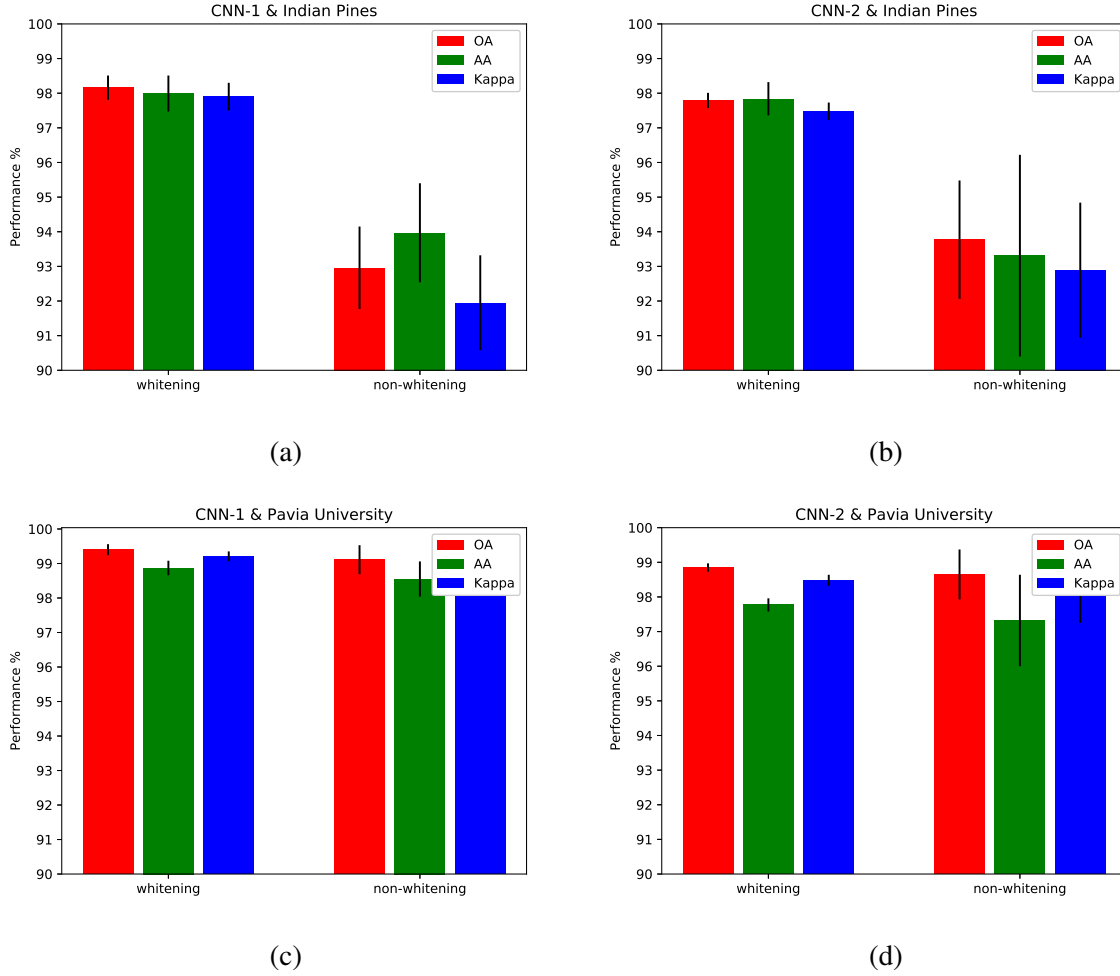 CNN-1 & Indian Pines
100
99
98
97
96
95
94
93
92
91
90
Performance %
OA
AA
Kappa
whitening
non-whitening
(a)
CNN-2 & Indian Pines
100
99
98
97
96
95
94
93
92
91
90
Performance %
OA
AA
Kappa
whitening
non-whitening
(b)
CNN-1 & Pavia University
100
99
98
97
96
95
94
93
92
91
90
Performance %
OA
AA
Kappa
whitening
non-whitening
(c)
CNN-2 & Pavia University
100
99
98
97
96
95
94
93
92
91
90
Performance %
OA
AA
Kappa
whitening
non-whitening
(d)